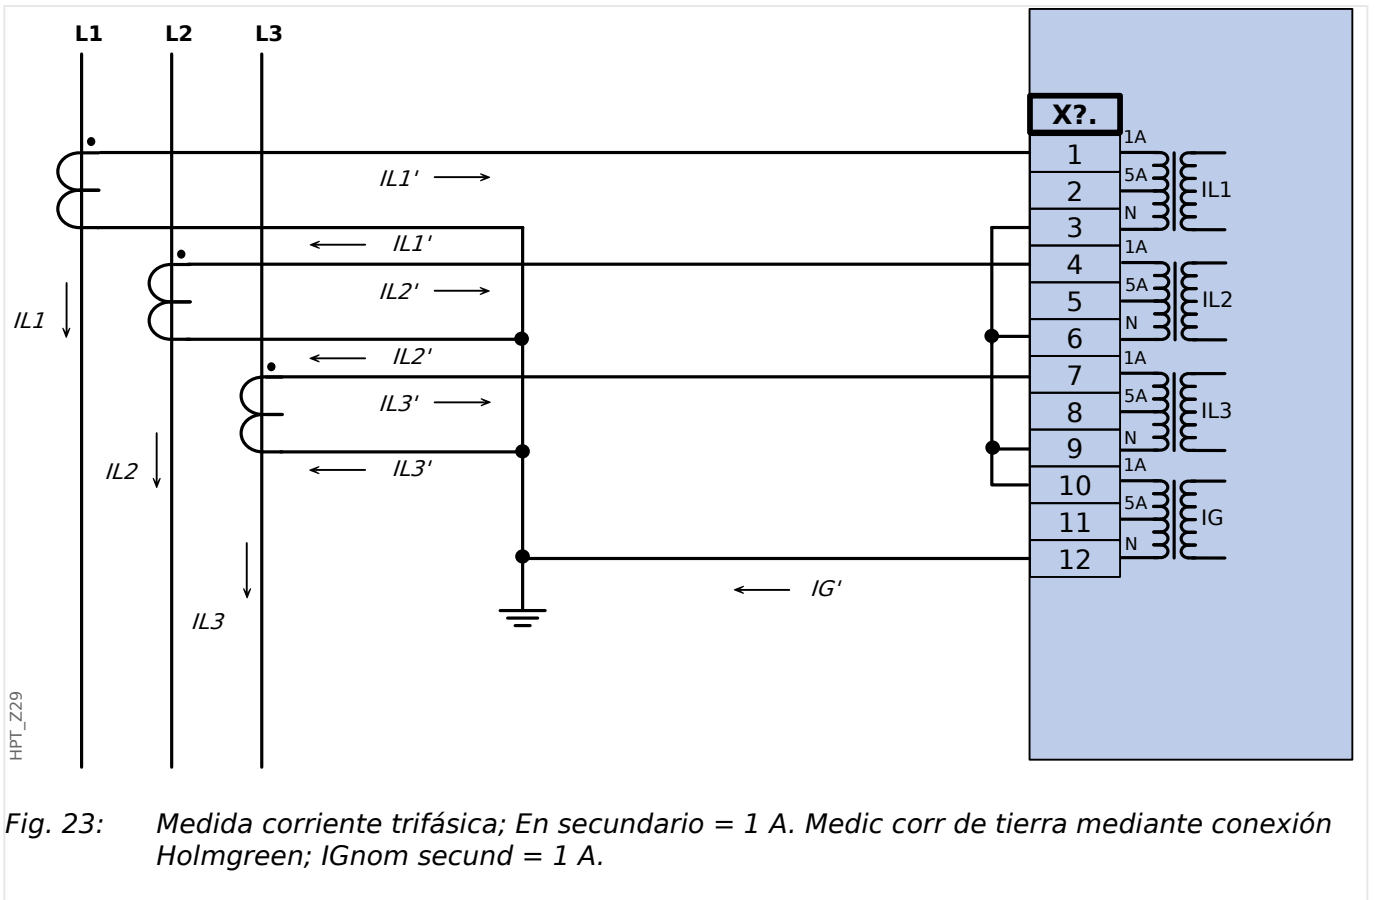 L1 L2 L3
X?.
1A
1
IL1'
5A
2
IL1
N
3
IL1'
1A
4
IL2'
5A
5
IL2
IL1
N
6
IL2'
1A
7
IL3'
5A
8
IL3
N
9
IL3'
IL2
1A
10
5A
11
IG
N
12
IG'
IL3
HPT_Z29
Fig. 23: Medida corriente trifásica; En secundario = 1 A. Medic corr de tierra mediante conexión
Holmgreen; IGnom secund = 1 A.